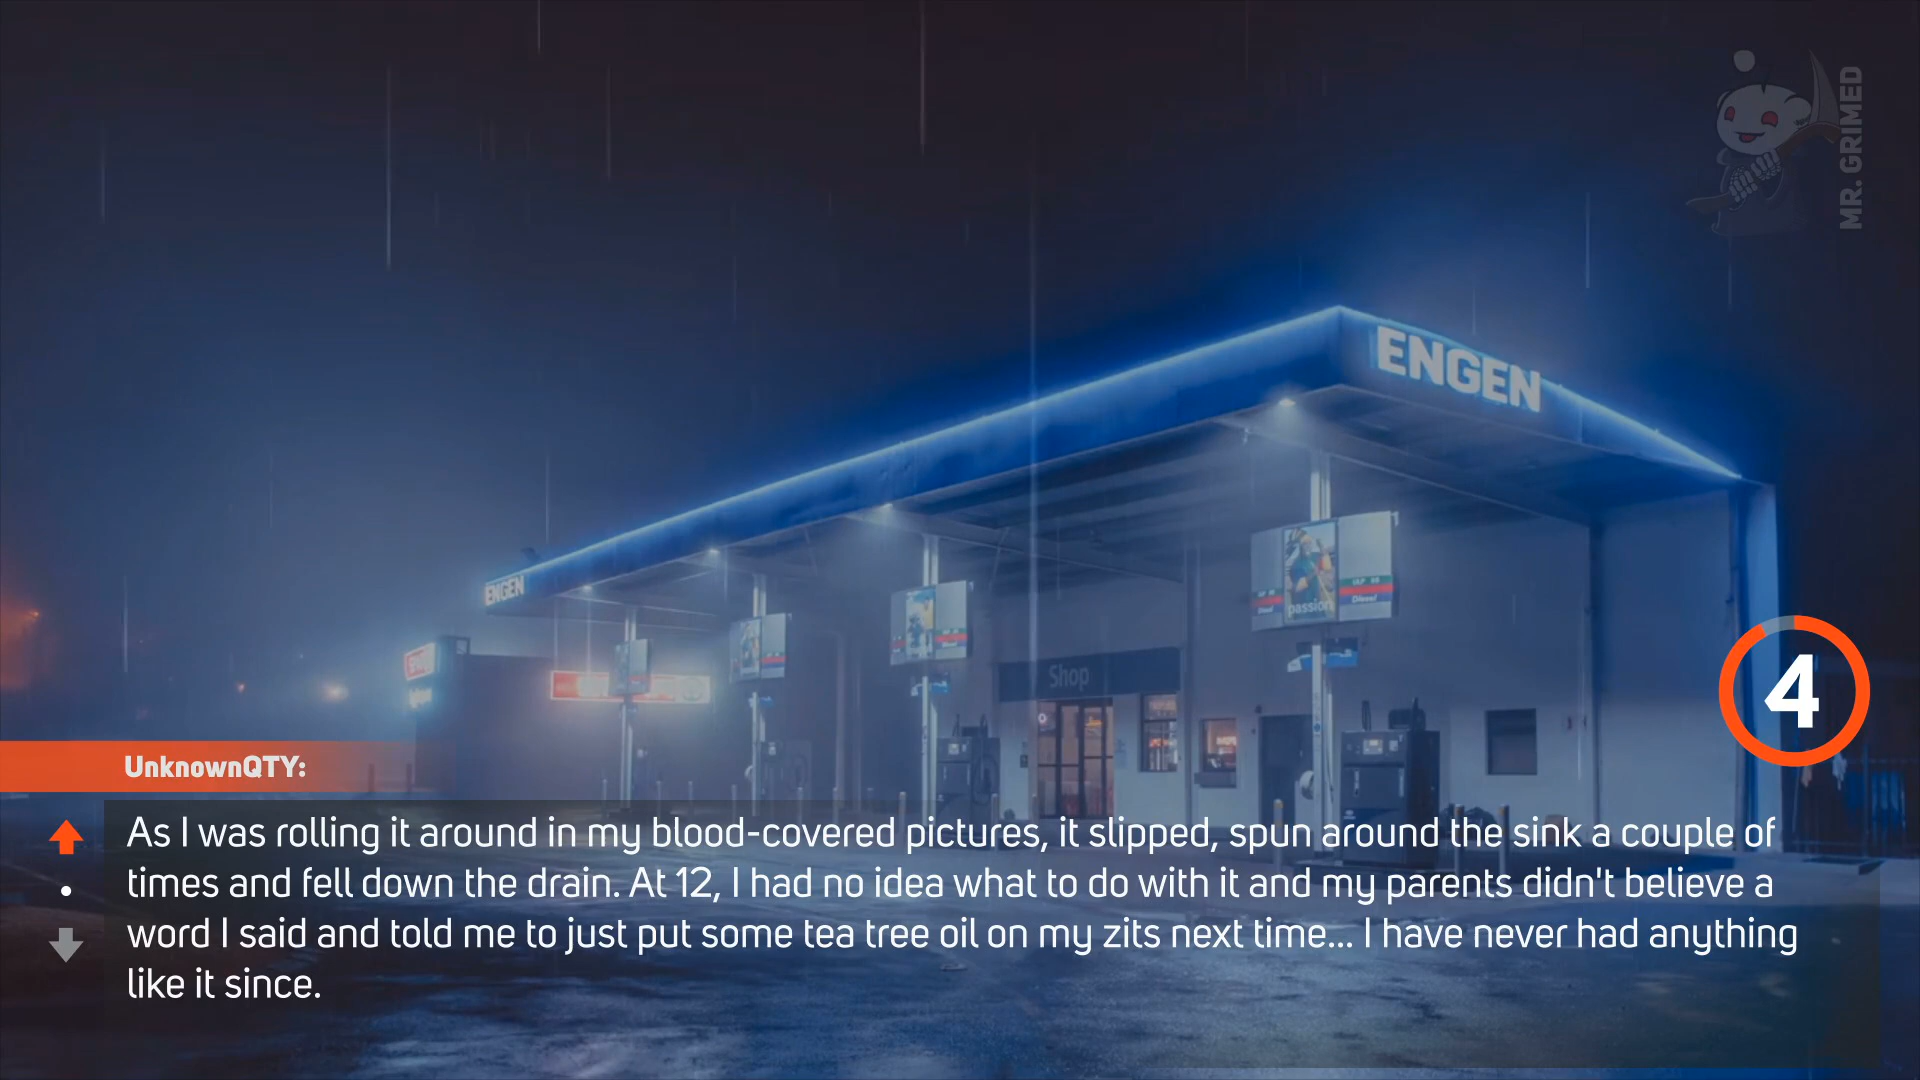 MR. GRIMED
ENGEN
ENGEN
passion
Diesel
Shop
4
UnknownQTY:
As I was rolling it around in my blood-covered pictures, it slipped, spun around the sink a couple of
times and fell down the drain. At 12, I had no idea what to do with it and my parents didn't believe a
word I said and told me to just put some tea tree oil on my zits next time... I have never had anything
like it since.